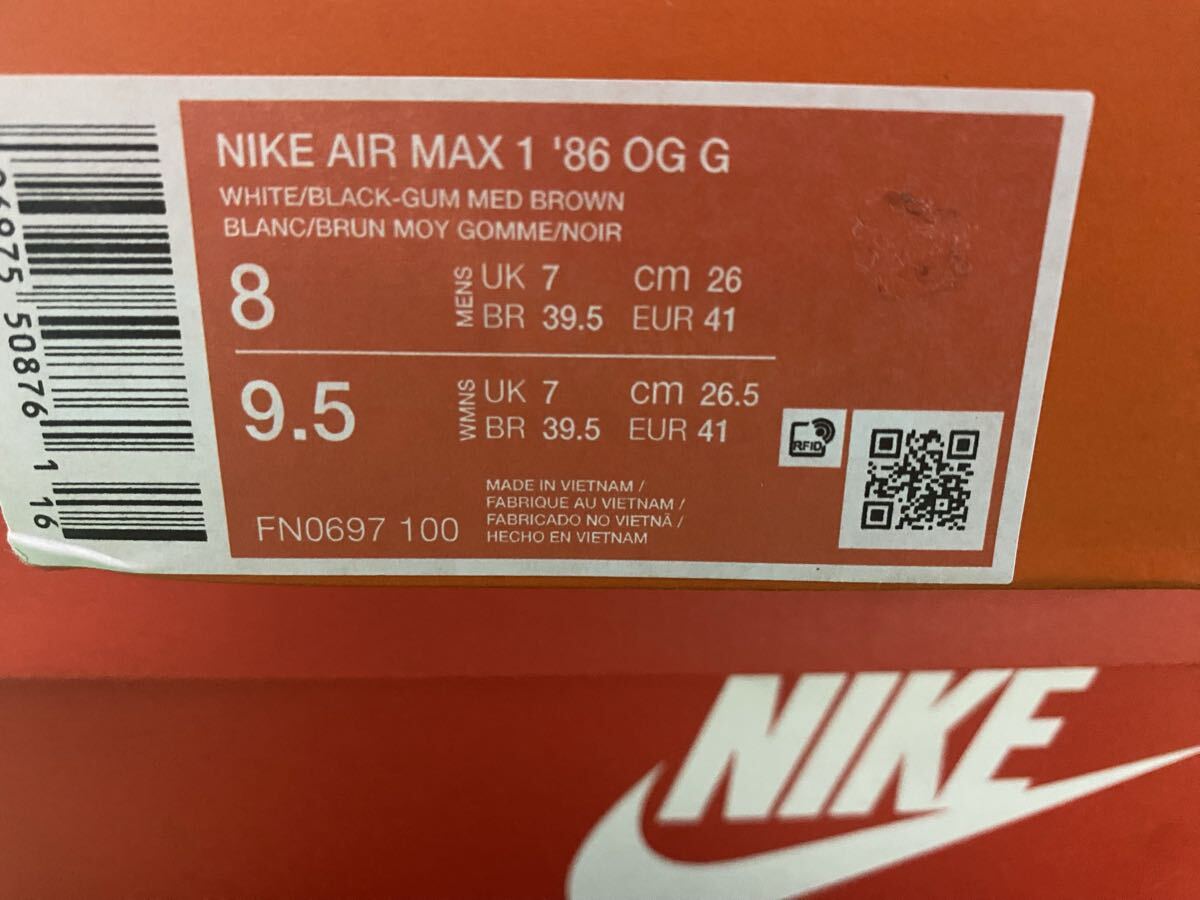 NIKE AIR MAX 1 '86 OG G
WHITE/BLACK-GUM MED BROWN
BLANC/BRUN MOY GOMME/NOIR
8 MENS UK 7 cm 26
BR 39.5 EUR 41
9.5 WMNS UK 7 cm 26.5
BR 39.5 EUR 41
FN0697 100
MADE IN VIETNAM /
FABRIQUE AU VIETNAM /
FABRICADO NO VIETNÃ /
HECHO EN VIETNAM
RFID
50876 1 16
NIKE